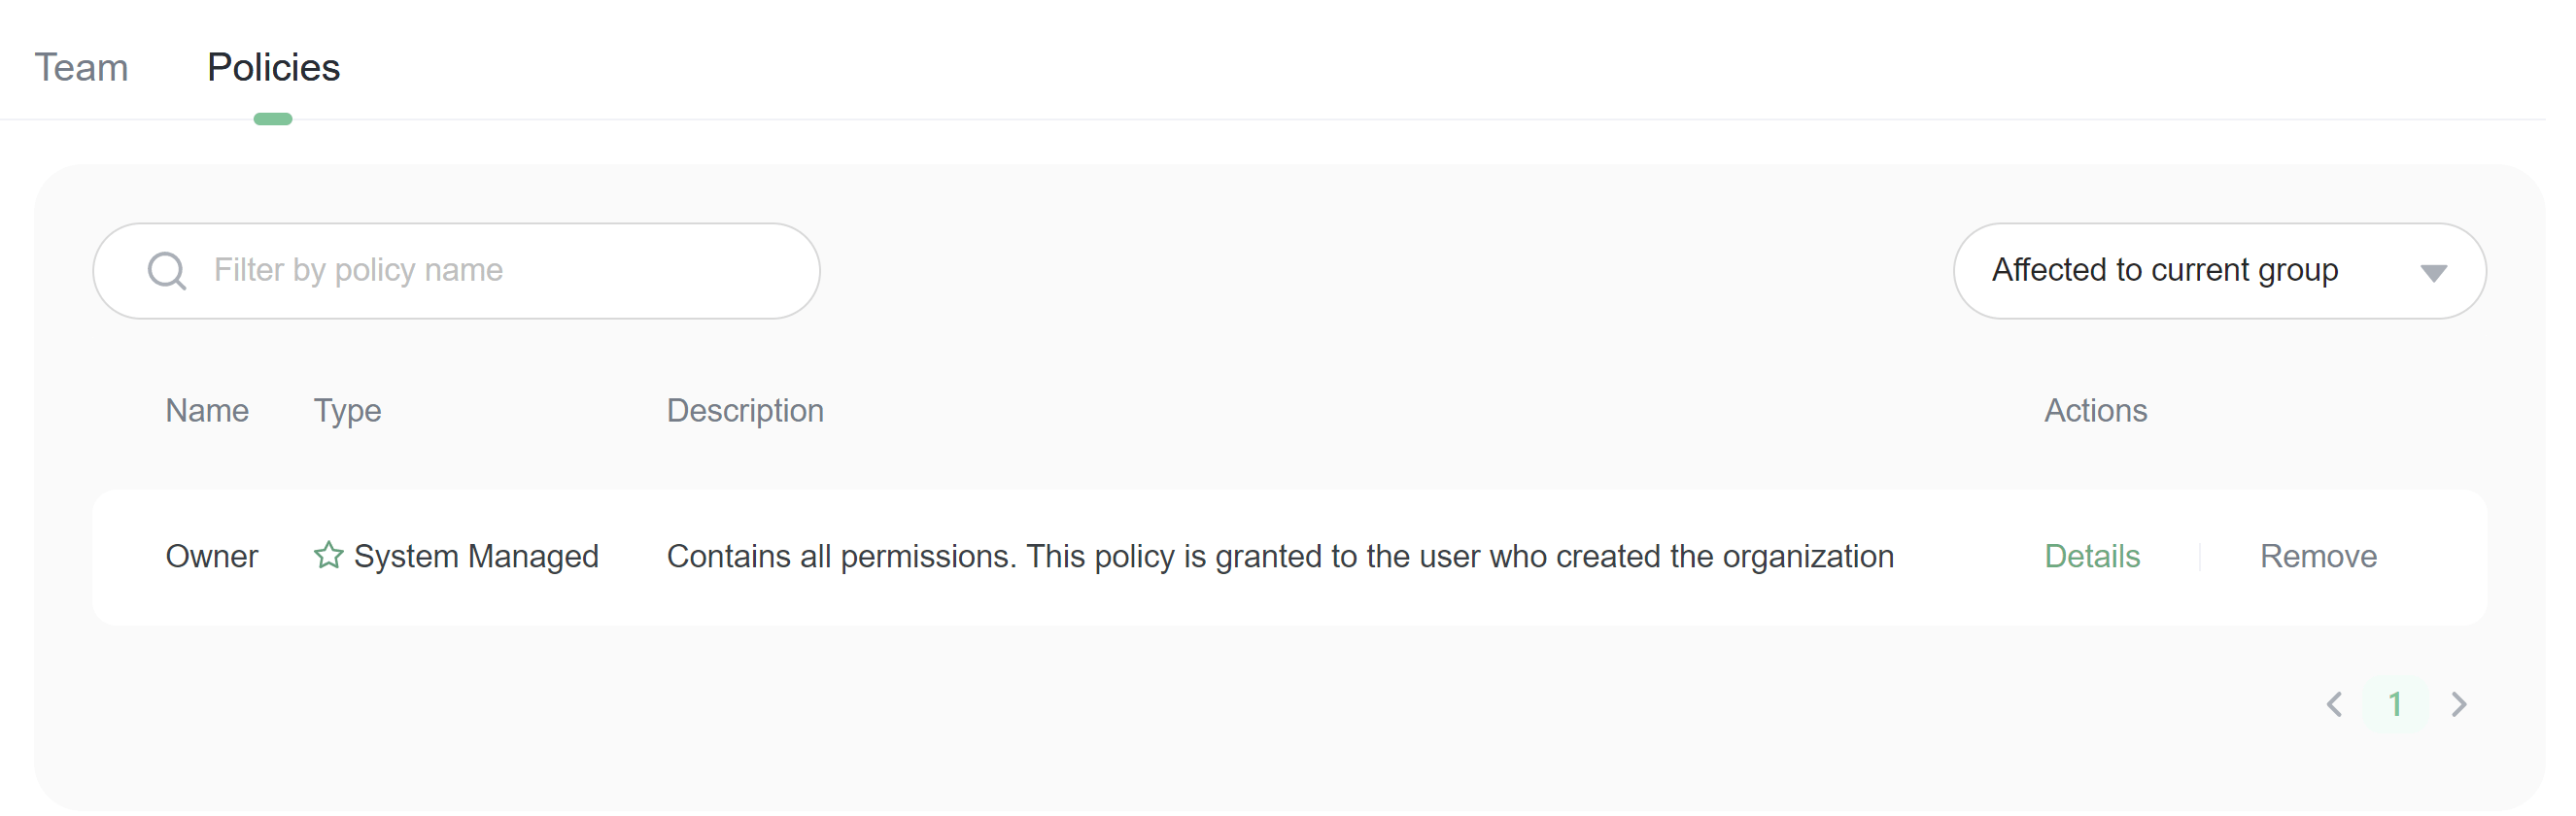 Team Policies
Filter by policy name Affected to current group
Name Type Description Actions
Owner System Managed Contains all permissions. This policy is granted to the user who created the organization Details Remove
1